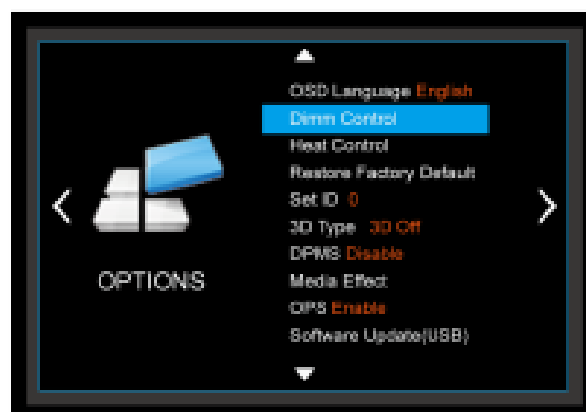 OPTIONS
OSD Language English
Dimm Control
Heat Control
Restore Factory Default
Set ID 0
3D Type 3D Off
DPMS Disable
Media Effect
OPS Enable
Software Update(USB)